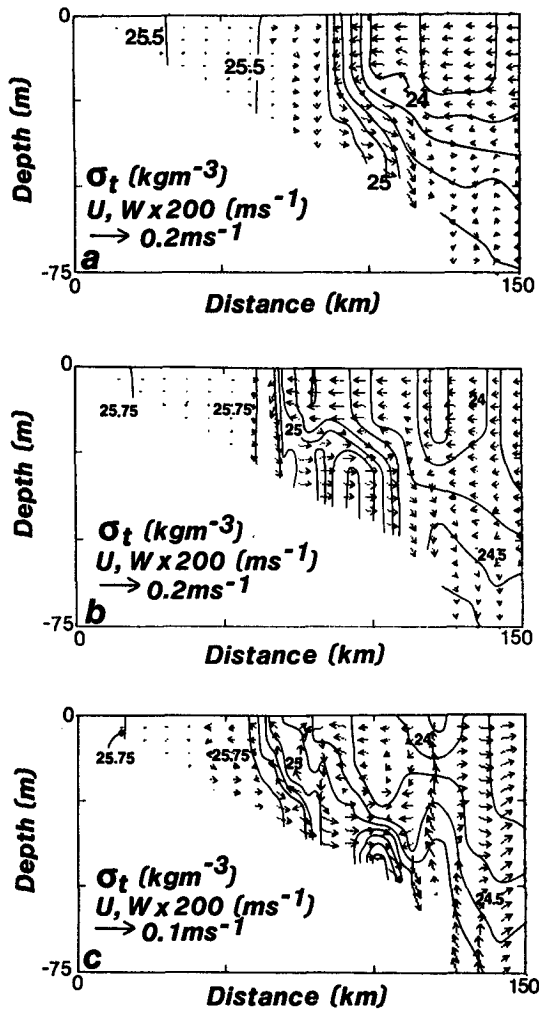 0
25.5
25.5
24
25
Depth (m)
σt (kgm-3)
U, W x 200 (ms-1)
→ 0.2ms-1
a
-75
0
150
Distance (km)
0
25.75
25.75
25
24
24.5
Depth (m)
σt (kgm-3)
U, W x 200 (ms-1)
→ 0.2ms-1
b
-75
0
150
Distance (km)
0
25.75
25.75
25
24
24.5
Depth (m)
σt (kgm-3)
U, W x 200 (ms-1)
→ 0.1ms-1
c
-75
0
150
Distance (km)